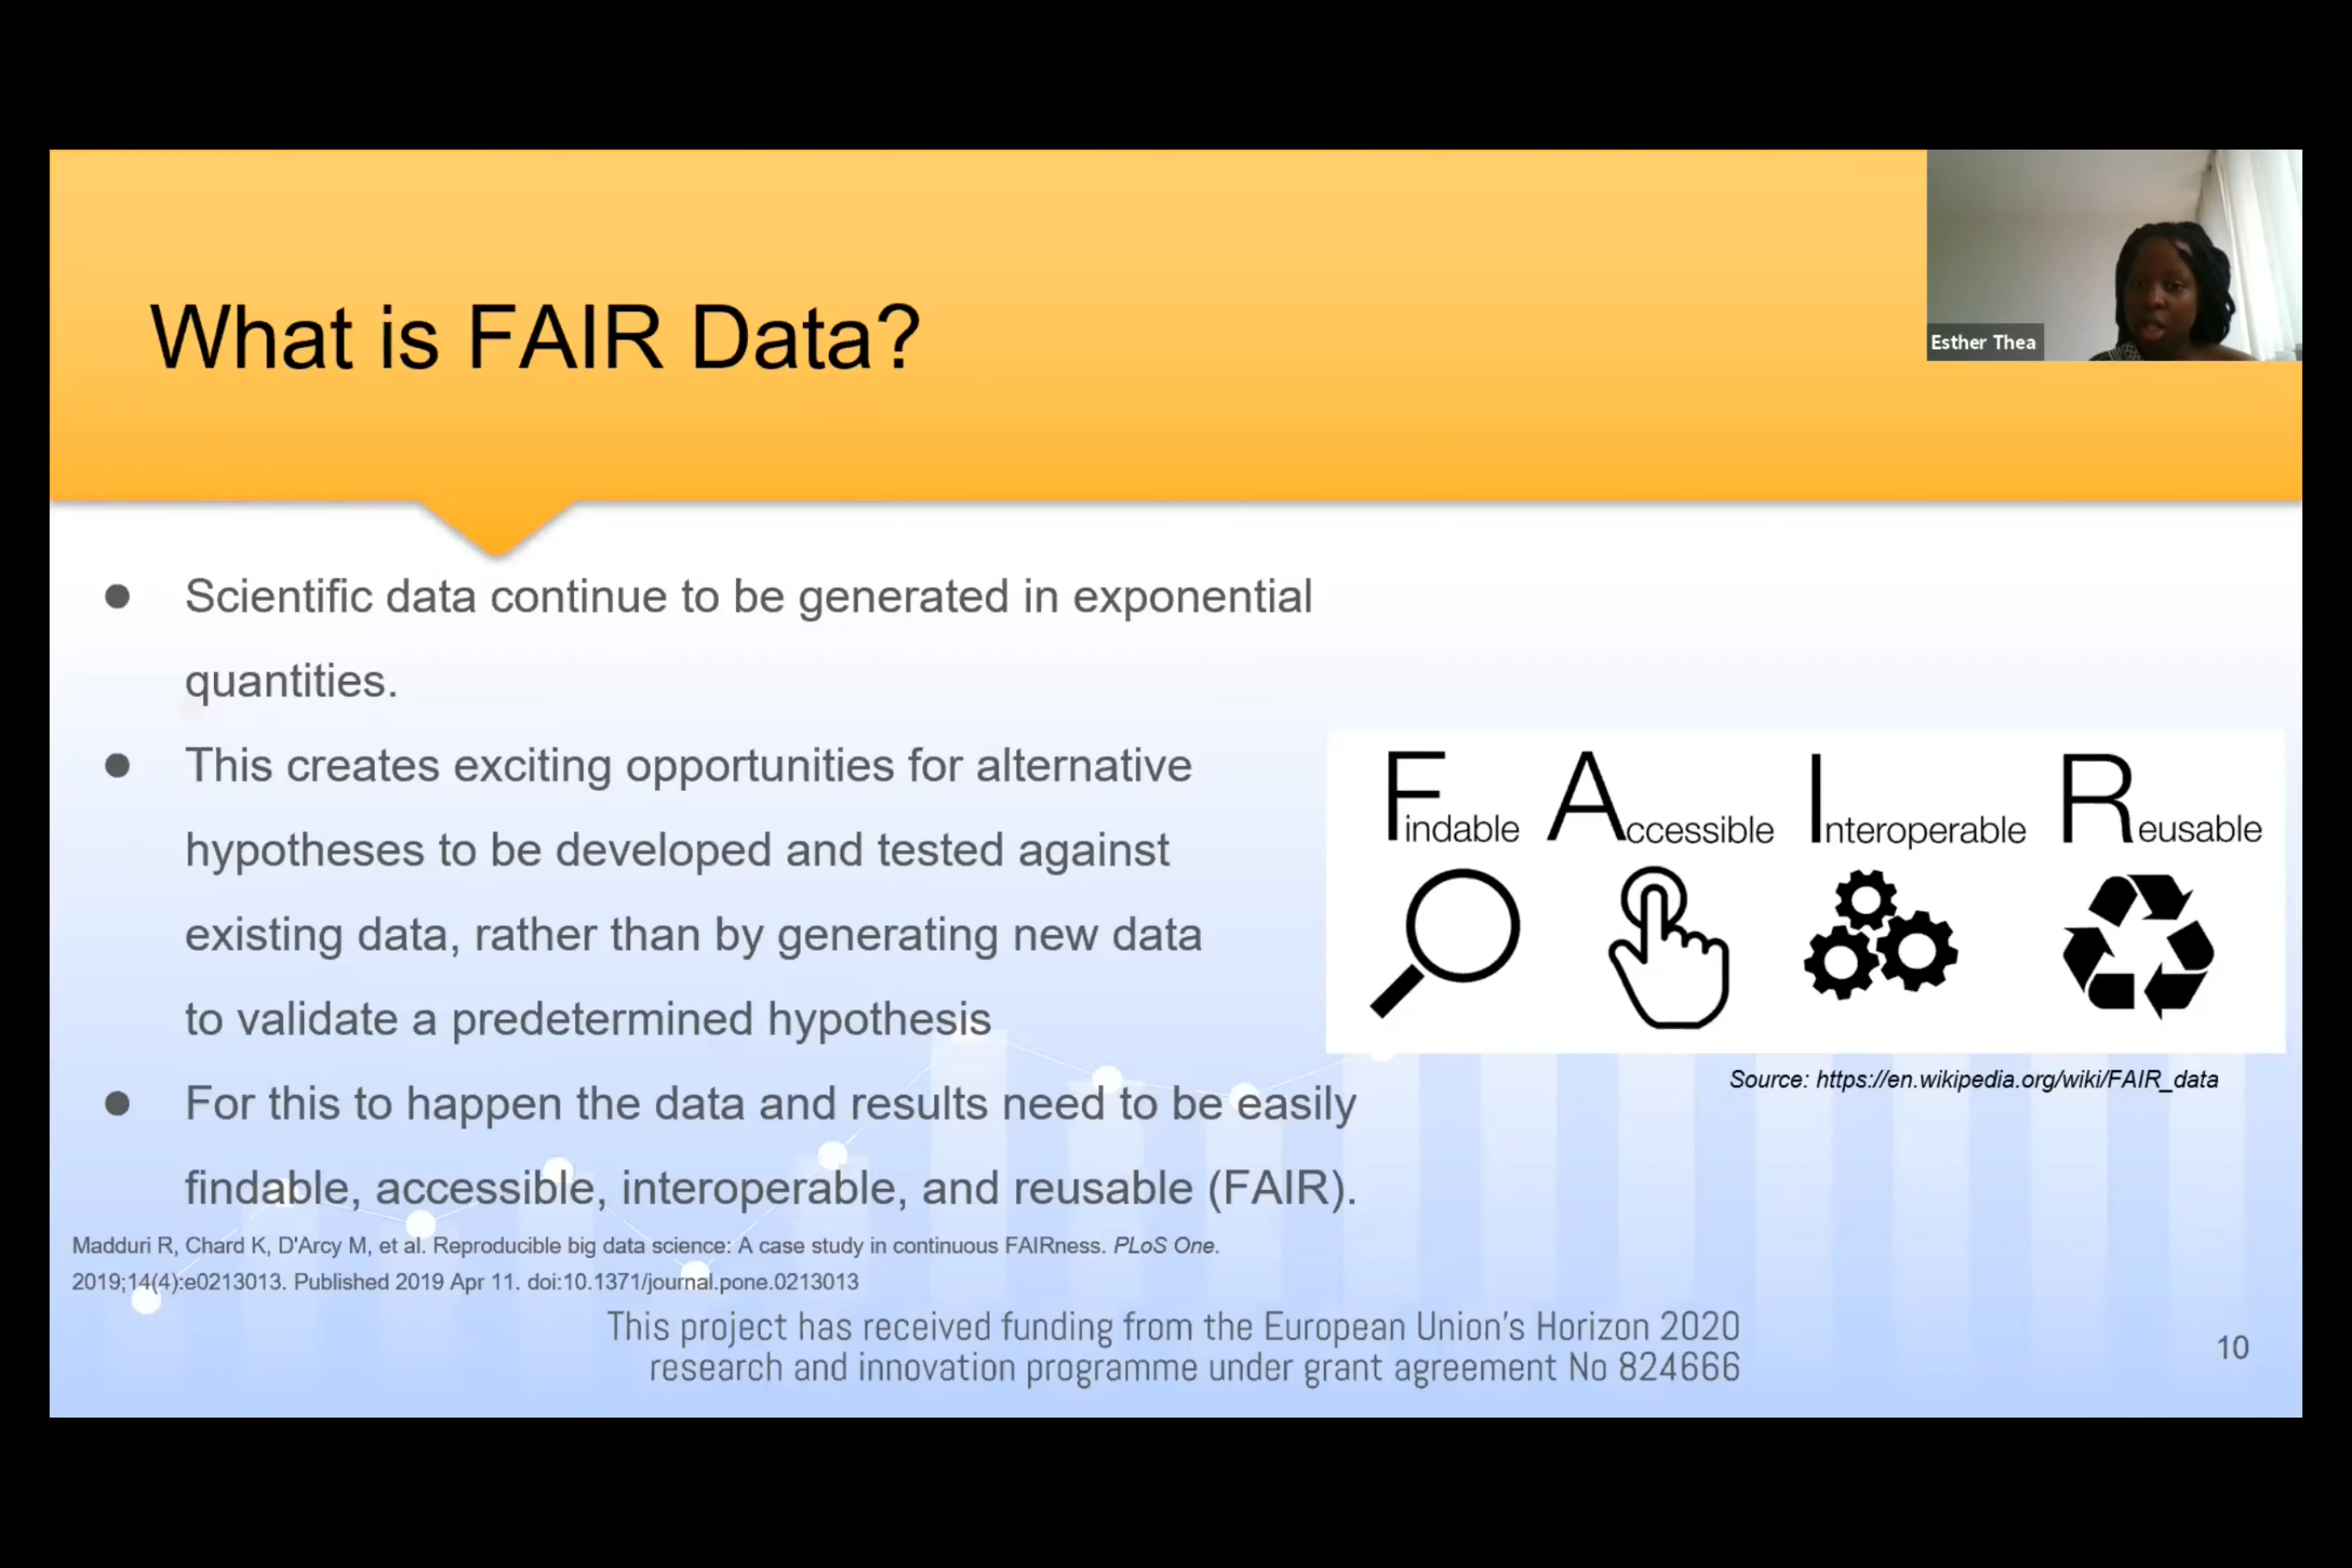 What is FAIR Data?
Esther Thea
● Scientific data continue to be generated in exponential
quantities.
● This creates exciting opportunities for alternative
hypotheses to be developed and tested against
existing data, rather than by generating new data
to validate a predetermined hypothesis
● For this to happen the data and results need to be easily
findable, accessible, interoperable, and reusable (FAIR).
Findable Accessible Interoperable Reusable
Source: https://en.wikipedia.org/wiki/FAIR_data
Madduri R, Chard K, D'Arcy M, et al. Reproducible big data science: A case study in continuous FAIRness. PLoS One.
2019;14(4):e0213013. Published 2019 Apr 11. doi:10.1371/journal.pone.0213013
This project has received funding from the European Union's Horizon 2020
research and innovation programme under grant agreement No 824666
10